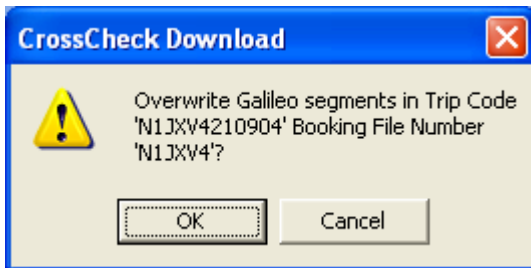 CrossCheck Download
Overwrite Galileo segments in Trip Code
'N1JXV4210904' Booking File Number
'N1JXV4'?
OK
Cancel